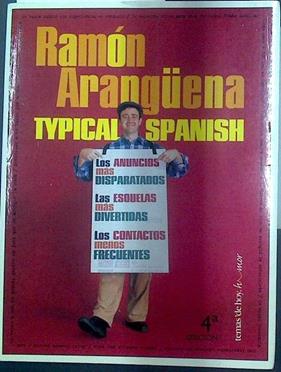 Ramón
Arangüena
TYPICAL SPANISH
Los ANUNCIOS
más
DISPARATADOS
Las ESQUELAS
más
DIVERTIDAS
Los CONTACTOS
menos
FRECUENTES
4ª
EDICIÓN
temas de hoy. humor